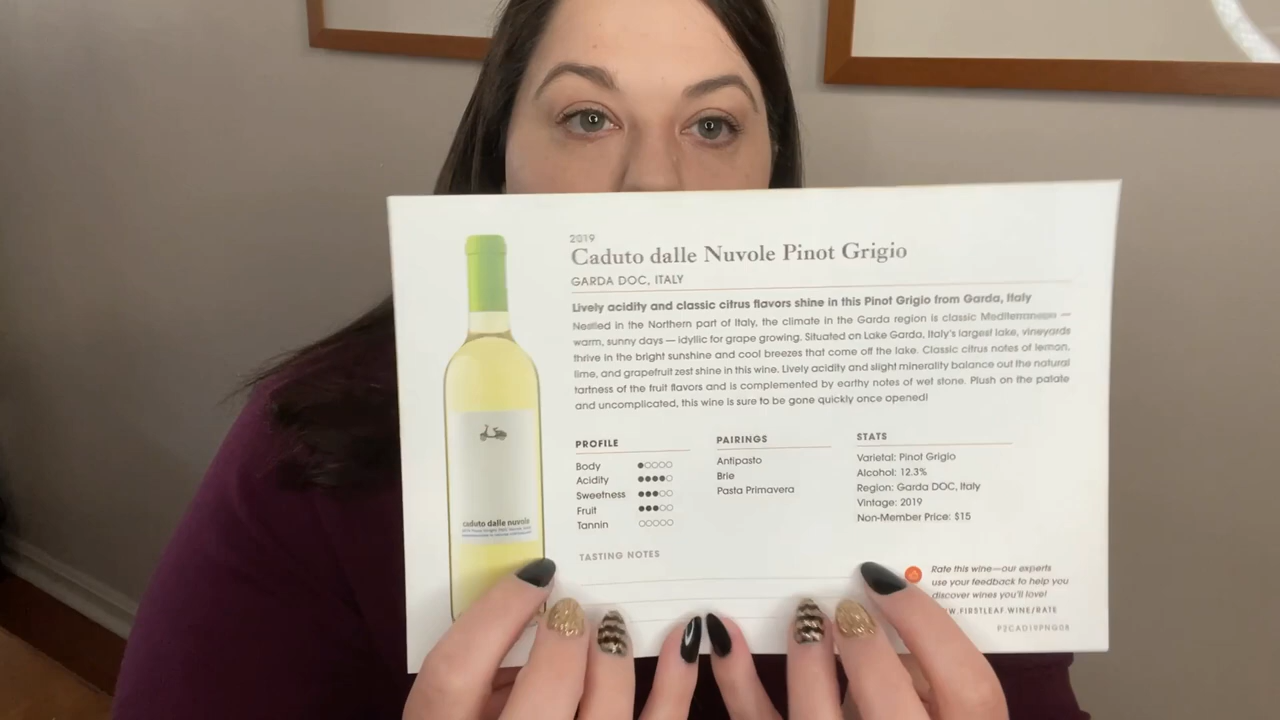 2019
Caduto dalle Nuvole Pinot Grigio
GARDA DOC, ITALY
Lively acidity and classic citrus flavors shine in this Pinot Grigio from Garda, Italy
Nestled in the Northern part of Italy, the climate in the Garda region is classic Mediterranean —
warm, sunny days — idyllic for grape growing. Situated on Lake Garda, Italy's largest lake, vineyards
thrive in the bright sunshine and cool breezes that come off the lake. Classic citrus notes of lemon,
lime, and grapefruit zest shine in this wine. Lively acidity and slight minerality balance out the natural
tartness of the fruit flavors and is complemented by earthy notes of wet stone. Plush on the palate
and uncomplicated, this wine is sure to be gone quickly once opened!
PROFILE
Body
Acidity
Sweetness
Fruit
Tannin
PAIRINGS
Antipasto
Brie
Pasta Primavera
STATS
Varietal: Pinot Grigio
Alcohol: 12.3%
Region: Garda DOC, Italy
Vintage: 2019
Non-Member Price: $15
caduto dalle nuvole
TASTING NOTES
Rate this wine—our experts
use your feedback to help you
discover wines you'll love!
W.FIRSTLEAF.WINE/RATE
P2CAD19PNG08